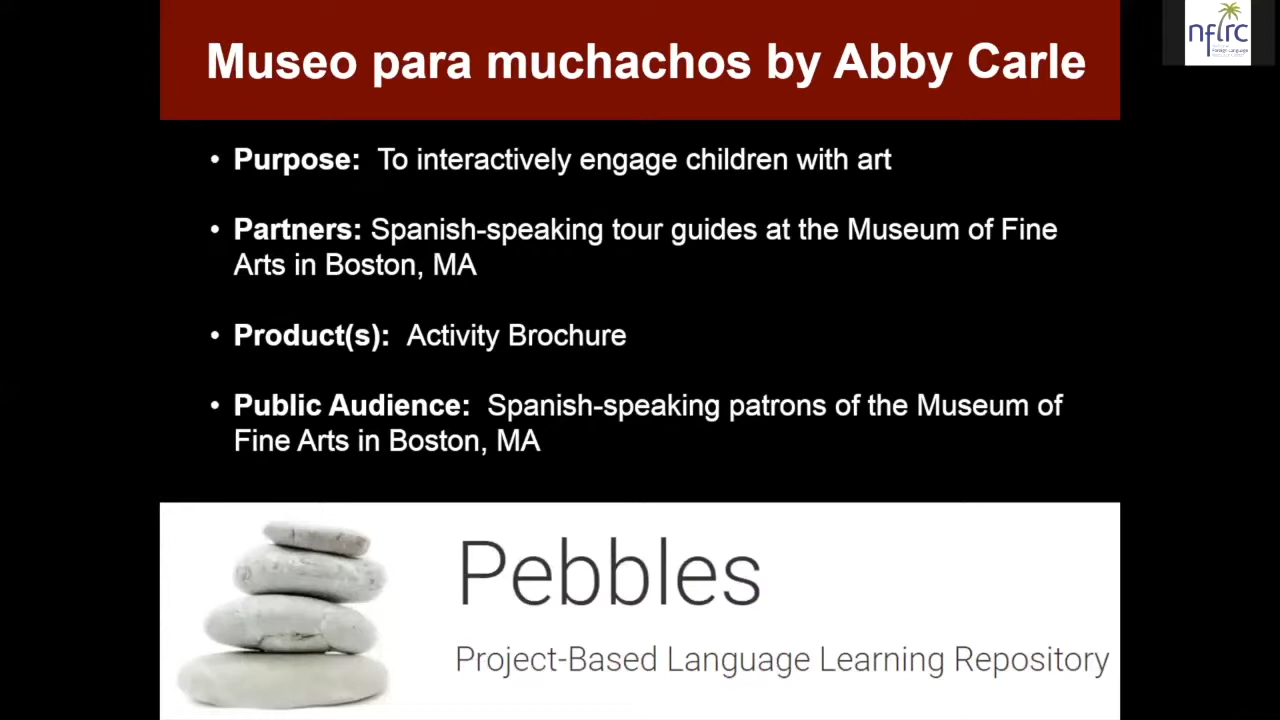 Museo para muchachos by Abby Carle
nflrc
Foreign Language
• Purpose: To interactively engage children with art
• Partners: Spanish-speaking tour guides at the Museum of Fine
Arts in Boston, MA
• Product(s): Activity Brochure
• Public Audience: Spanish-speaking patrons of the Museum of
Fine Arts in Boston, MA
Pebbles
Project-Based Language Learning Repository